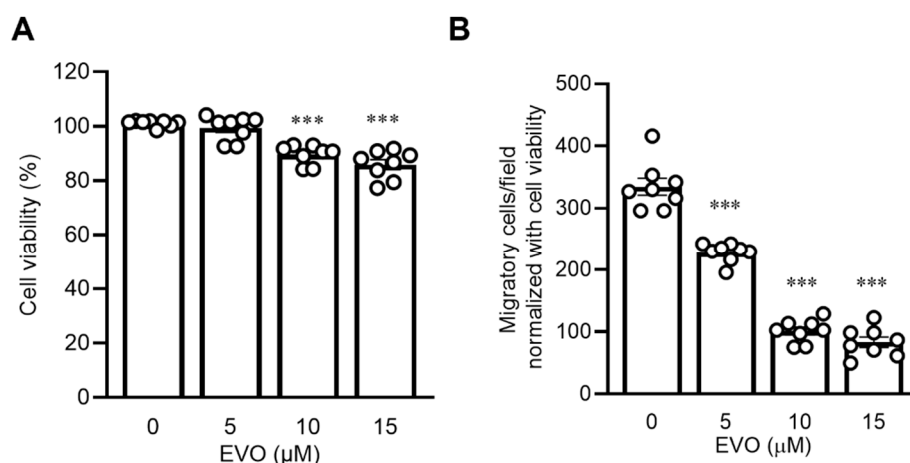 A
Cell viability (%)
120
100
80
60
40
20
0
*** ***
0 5 10 15
EVO (μM)
B
Migratory cells/field
normalized with cell viability
500
400
300
200
100
0
***
*** ***
0 5 10 15
EVO (μM)